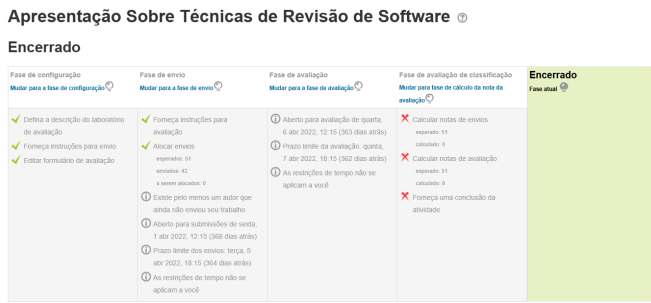 Apresentação Sobre Técnicas de Revisão de Software
Encerrado
Fase de configuração
Mudar para a fase de configuração
Defina a descrição do laboratório
de avaliação
Forneça instruções para envio
Editar formulário de avaliação
Fase de envio
Mudar para a fase de envio
Forneça instruções para
avaliação
Alocar envios
esperados: 51
enviados: 42
a serem alocados: 0
Existe pelo menos um autor que
ainda não enviou seu trabalho
Aberto para submissões de sexta,
1 abr 2022, 12:15 (368 dias atrás)
Prazo limite dos envios: terça, 5
abr 2022, 18:15 (364 dias atrás)
As restrições de tempo não se
aplicam a você
Fase de avaliação
Mudar para a fase de avaliação
Aberto para avaliação de quarta,
6 abr 2022, 12:15 (363 dias atrás)
Prazo limite da avaliação: quinta,
7 abr 2022, 18:15 (362 dias atrás)
As restrições de tempo não se
aplicam a você
Fase de avaliação de classificação
Mudar para fase de cálculo da nota da
avaliação
Calcular notas de envios
esperado: 51
calculado: 0
Calcular notas de avaliação
esperado: 51
calculado: 0
Forneça uma conclusão da
atividade
Encerrado
Fase atual